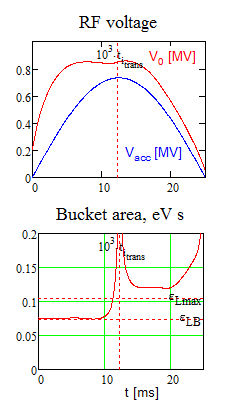 RF voltage
10³·t_trans
V₀ [MV]
0.8
0.6
0.4
V_acc [MV]
0.2
0
0 10 20
Bucket area, eV s
0.2
10³·t_trans
0.15
0.1
ε_Lmax
ε_LB
0.05
0
0 10 20
t [ms]